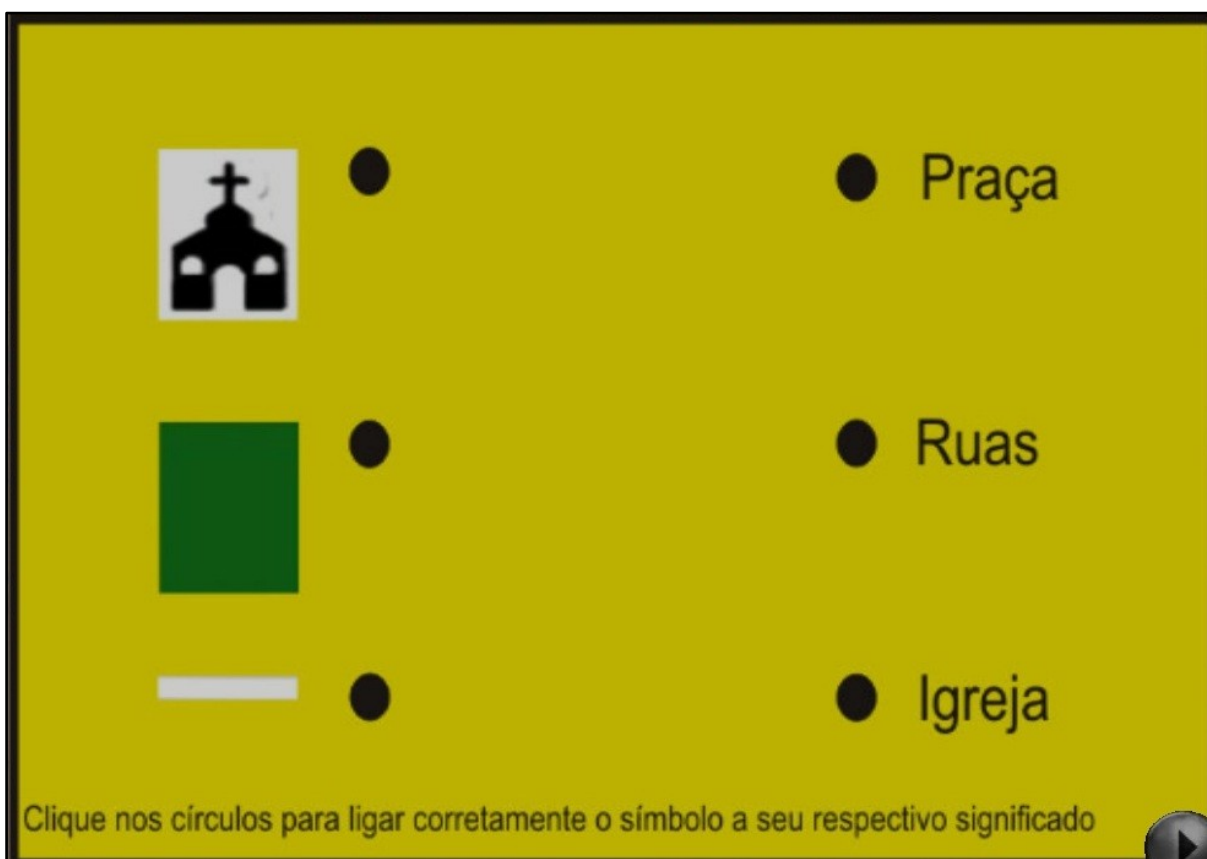 Praça
Ruas
Igreja
Clique nos círculos para ligar corretamente o símbolo a seu respectivo significado